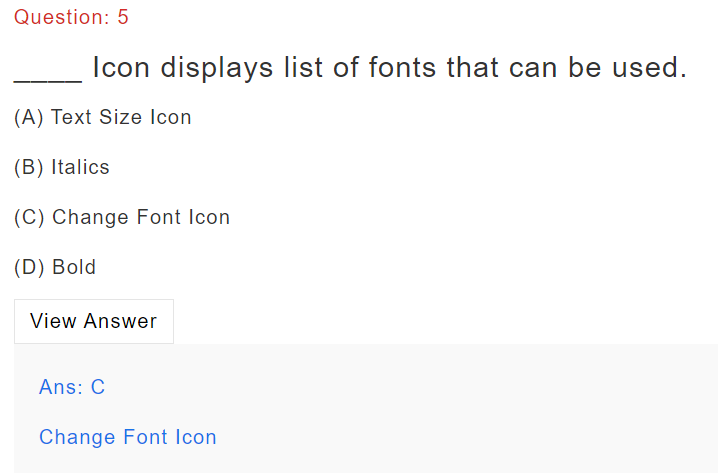 Question: 5
____ Icon displays list of fonts that can be used.
(A) Text Size Icon
(B) Italics
(C) Change Font Icon
(D) Bold
View Answer
Ans: C
Change Font Icon